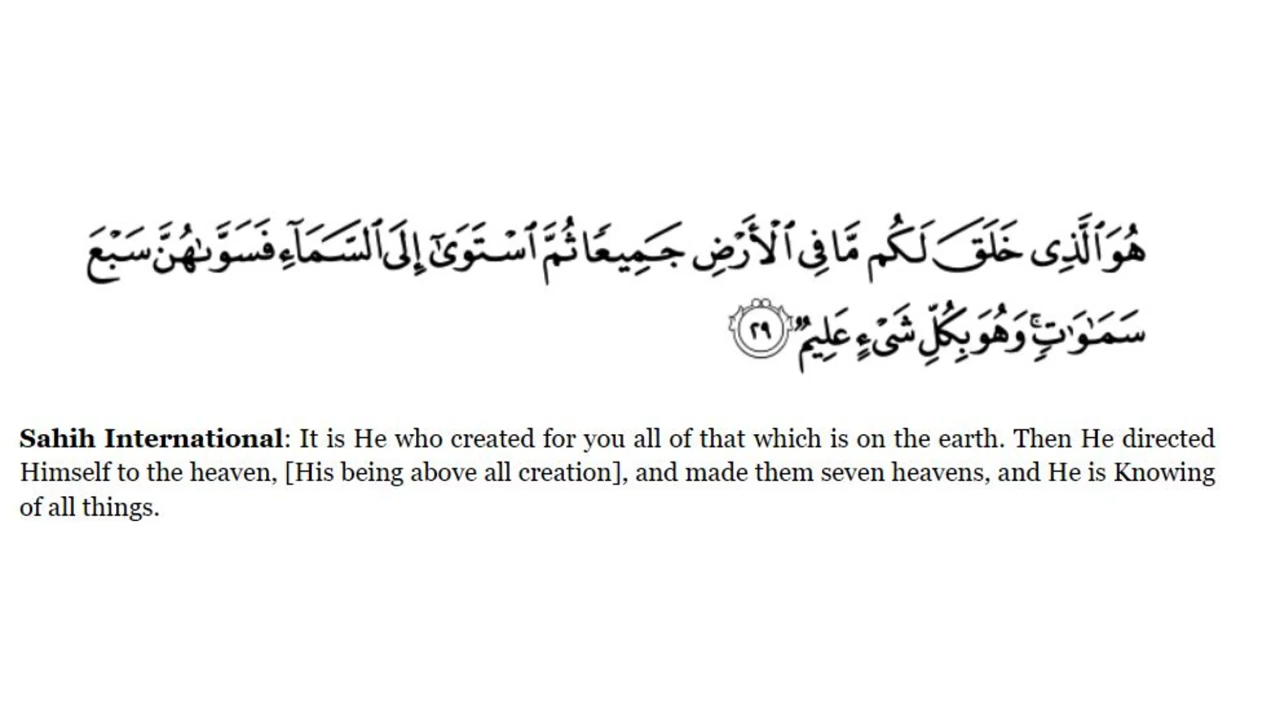 هُوَ ٱلَّذِى خَلَقَ لَكُم مَّا فِى ٱلْأَرْضِ جَمِيعًا ثُمَّ ٱسْتَوَىٰٓ إِلَى ٱلسَّمَآءِ فَسَوَّىٰهُنَّ سَبْعَ
سَمَـٰوَٰتٍ ۚ وَهُوَ بِكُلِّ شَىْءٍ عَلِيمٌ ٢٩
Sahih International: It is He who created for you all of that which is on the earth. Then He directed
Himself to the heaven, [His being above all creation], and made them seven heavens, and He is Knowing
of all things.